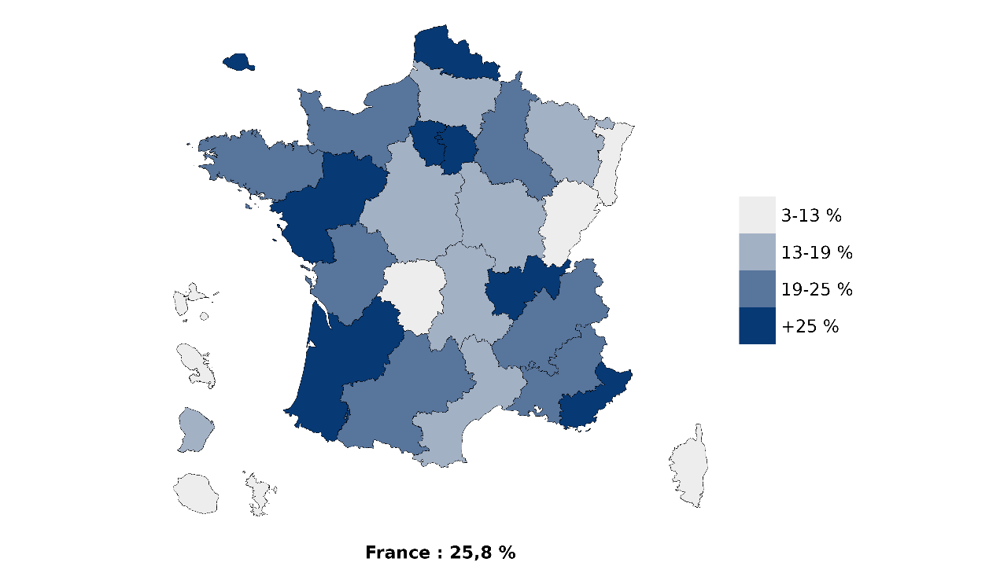 3-13 %
13-19 %
19-25 %
+25 %
France : 25,8 %